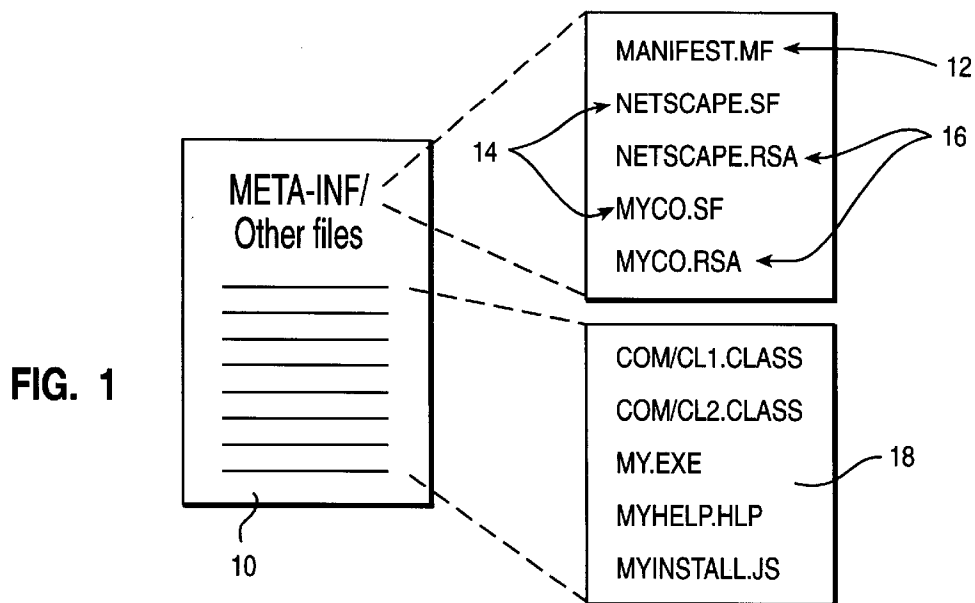 MANIFEST.MF
12
NETSCAPE.SF
14
NETSCAPE.RSA
16
MYCO.SF
MYCO.RSA
META-INF/
Other files
COM/CL1.CLASS
COM/CL2.CLASS
MY.EXE
18
MYHELP.HLP
MYINSTALL.JS
10
FIG. 1